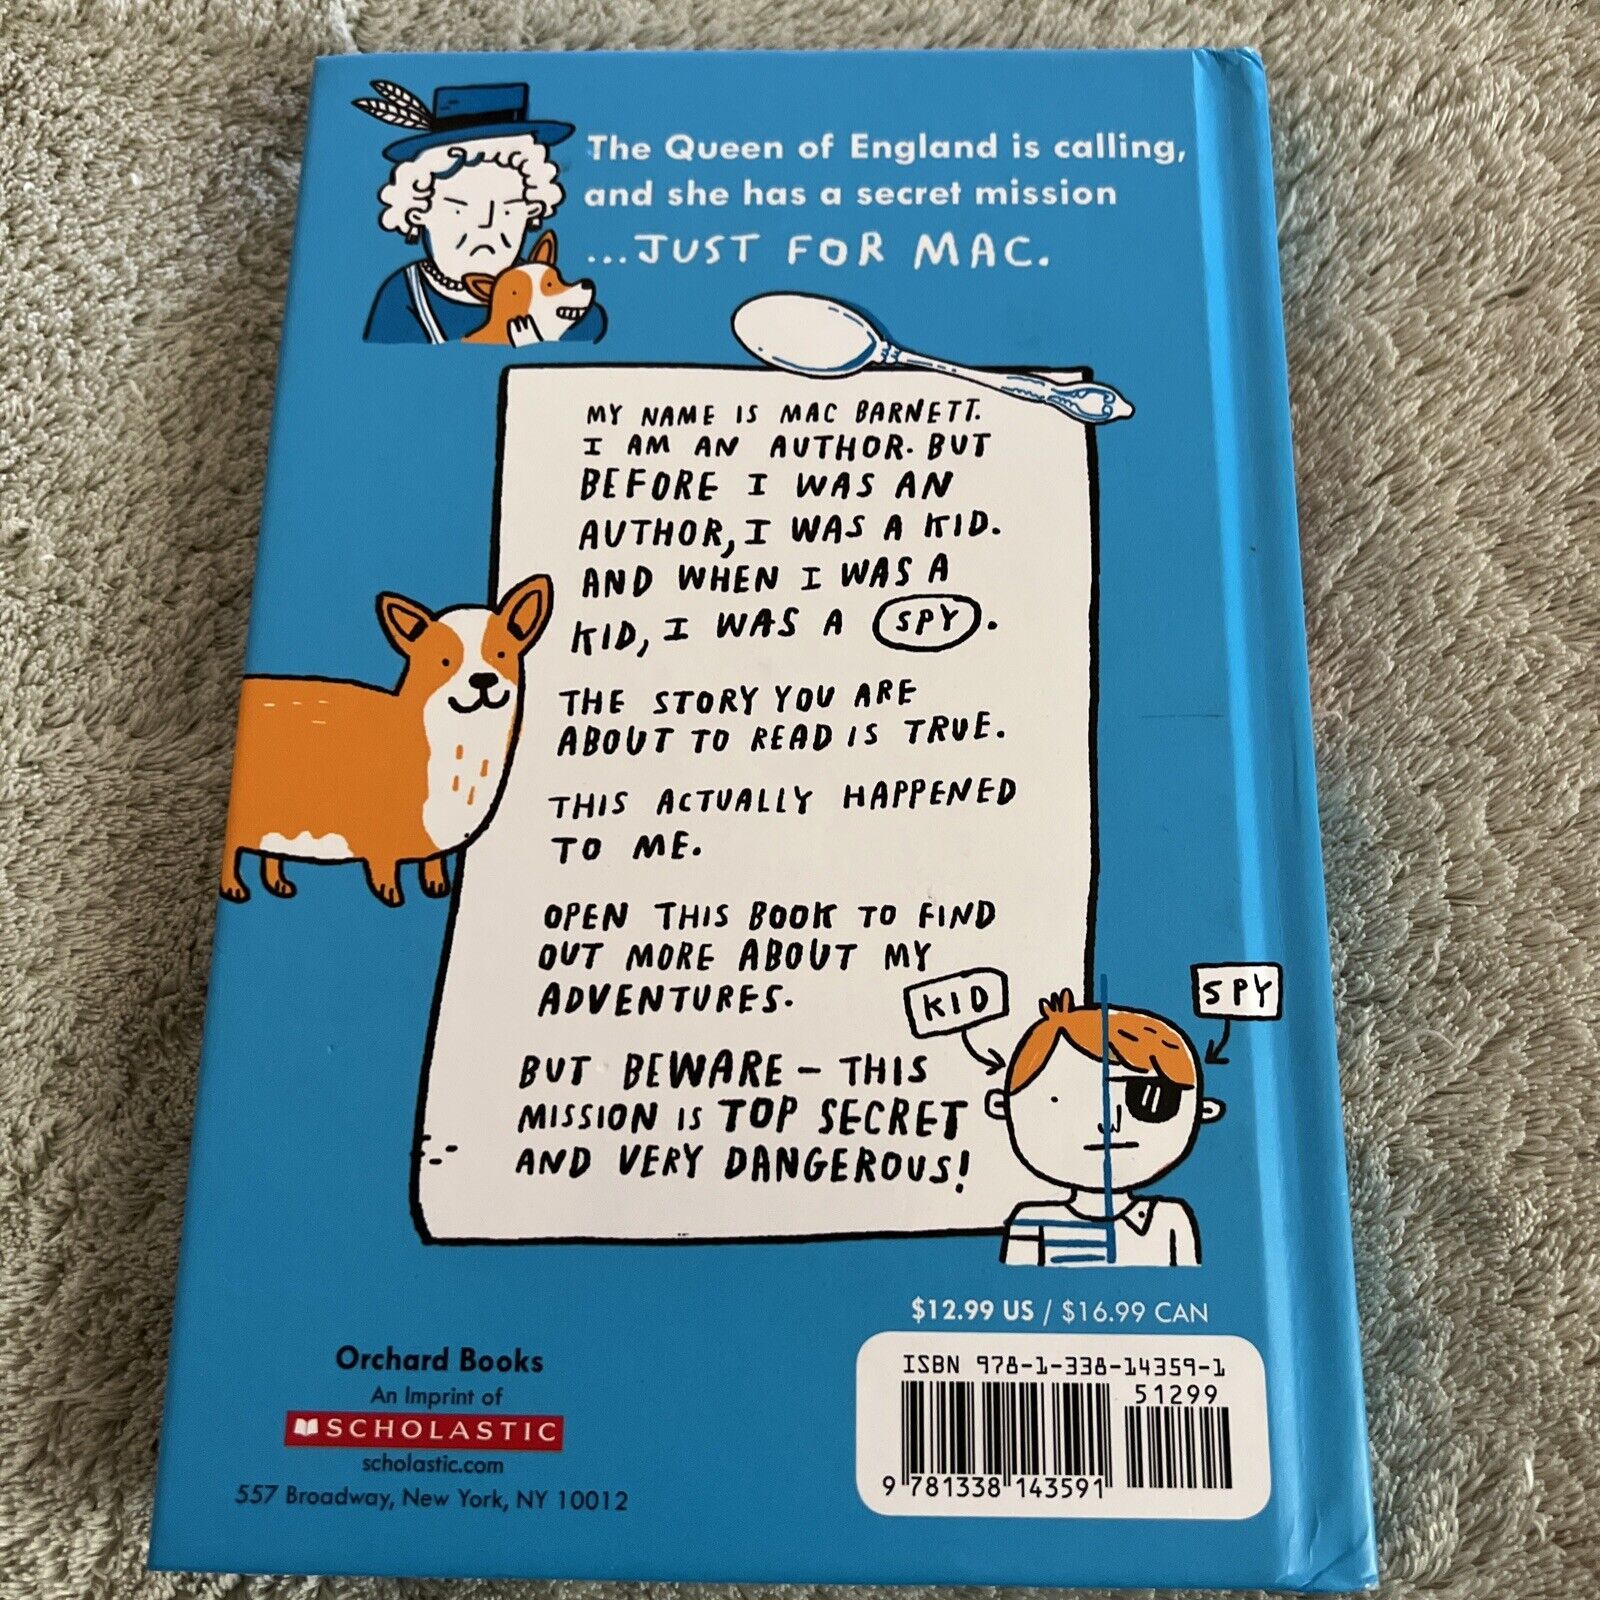 The Queen of England is calling,
and she has a secret mission
...JUST FOR MAC.
MY NAME IS MAC BARNETT.
I AM AN AUTHOR. BUT
BEFORE I WAS AN
AUTHOR, I WAS A KID.
AND WHEN I WAS A
KID, I WAS A SPY.
THE STORY YOU ARE
ABOUT TO READ IS TRUE.
THIS ACTUALLY HAPPENED
TO ME.
OPEN THIS BOOK TO FIND
OUT MORE ABOUT MY
ADVENTURES.
BUT BEWARE – THIS
MISSION IS TOP SECRET
AND VERY DANGEROUS!
KID
SPY
$12.99 US / $16.99 CAN
ISBN 978-1-338-14359-1
51299
9 781338 143591
Orchard Books
An Imprint of
SCHOLASTIC
scholastic.com
557 Broadway, New York, NY 10012